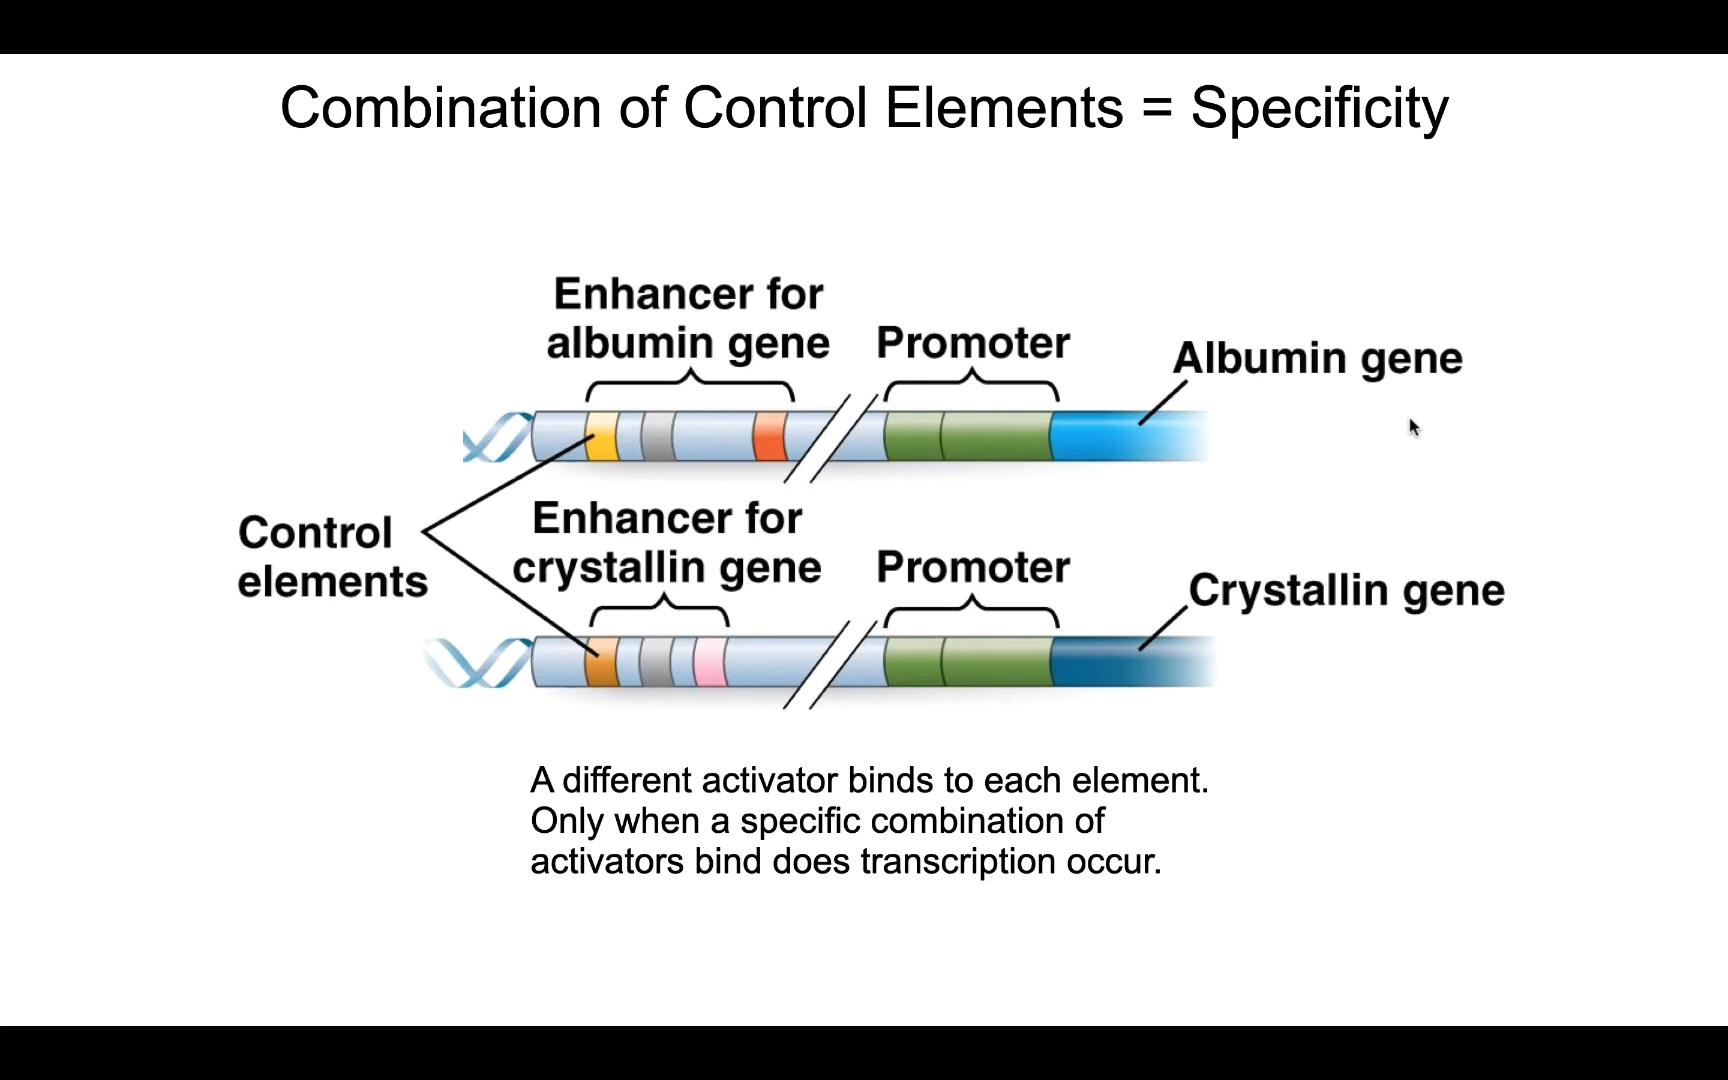 Combination of Control Elements = Specificity
Enhancer for
albumin gene
Promoter
Albumin gene
Control
elements
Enhancer for
crystallin gene
Promoter
Crystallin gene
A different activator binds to each element.
Only when a specific combination of
activators bind does transcription occur.